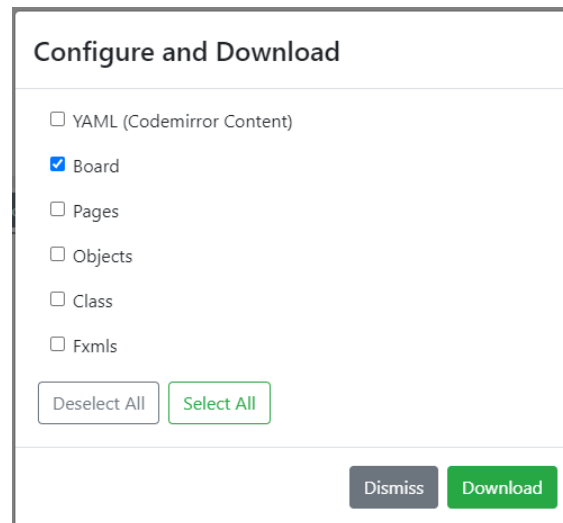 Configure and Download
YAML (Codemirror Content)
Board
Pages
Objects
Class
Fxmls
Deselect All Select All
Dismiss Download